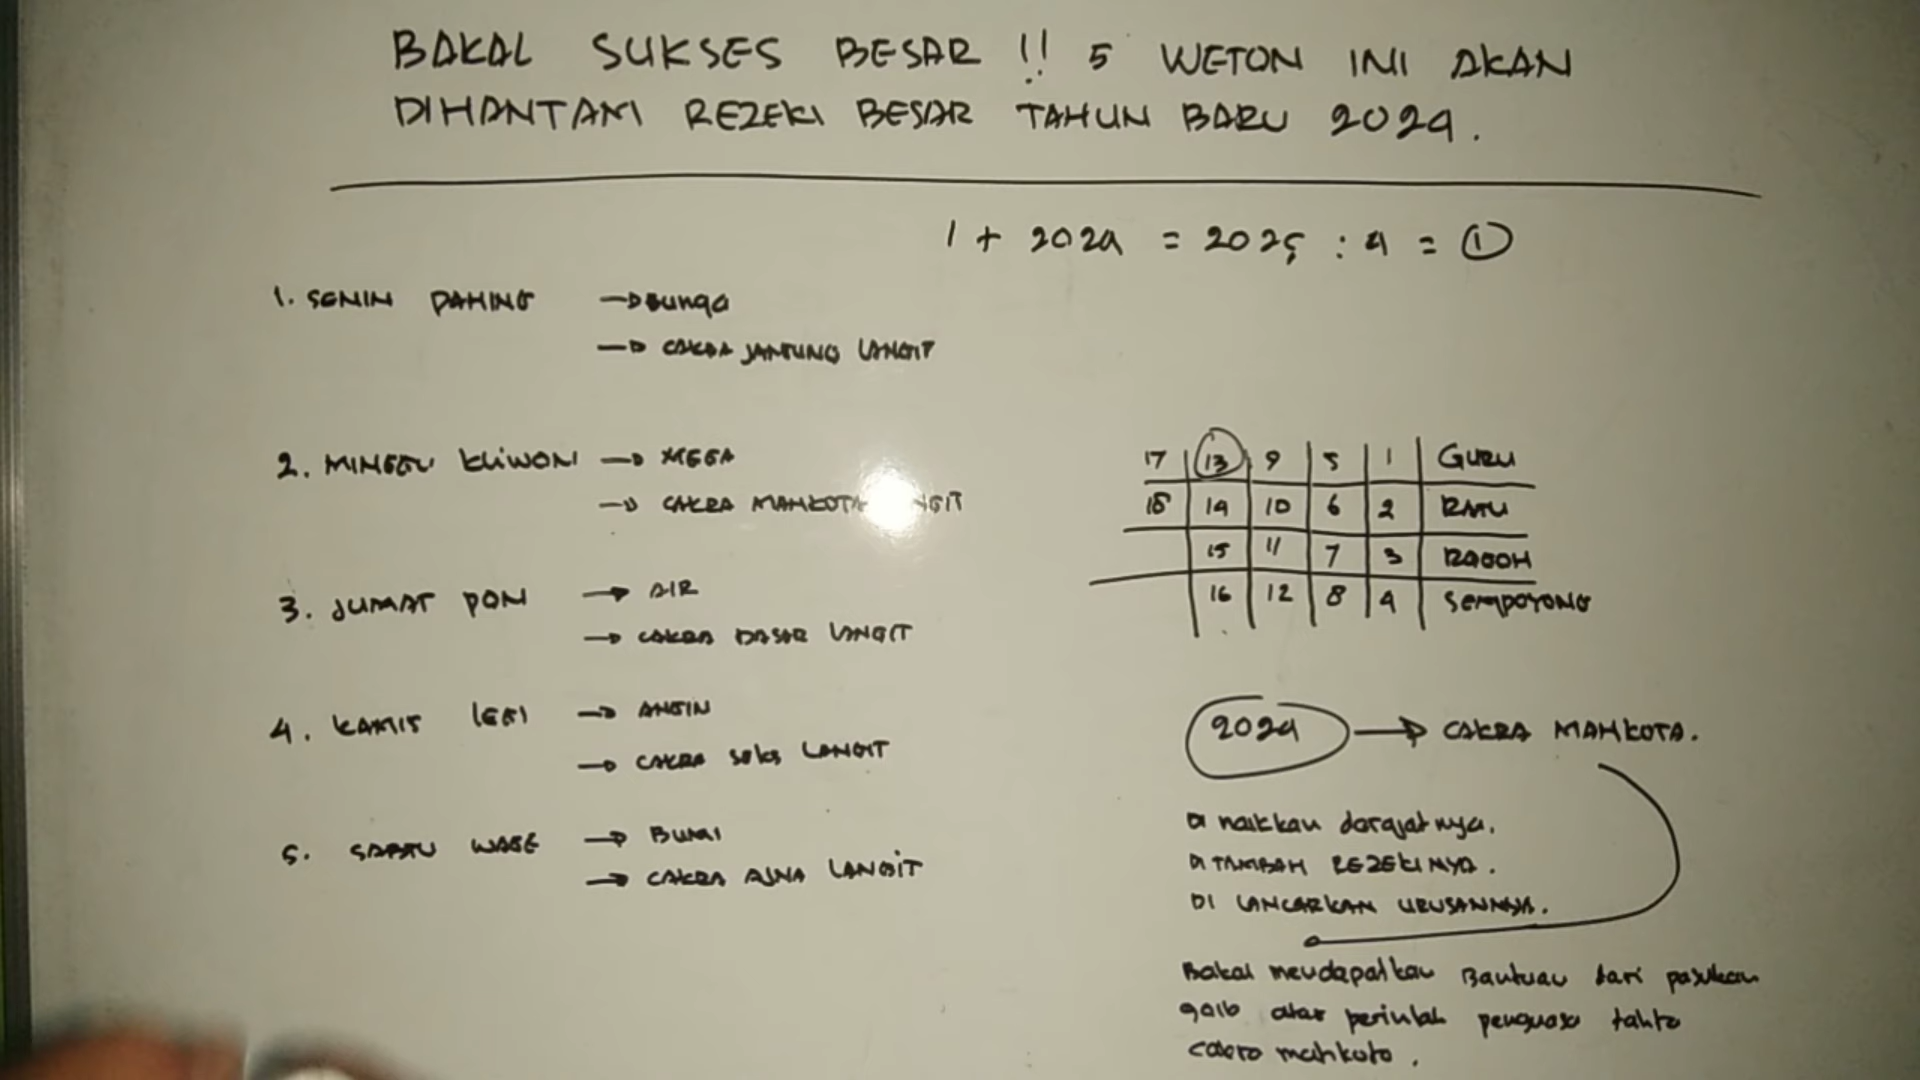 BAKAL SUKSES BESAR !! 5 WETON INI AKAN
DIHANTAM REZEKI BESAR TAHUN BARU 2024.
1 + 2024 = 2025 : 4 = 1
1. SENIN PAHING → Bunga
→ CAKRA JANTUNG LANGIT
2. MINGGU KLIWON → MEGA
→ CAKRA MAHKOTA
3. JUMAT PON → AIR
→ CAKRA DASAR LANGIT
4. KAMIS LEGI → ANGIN
→ CAKRA seks LANGIT
5. SABTU WAGE → BUMI
→ CAKRA AJNA LANGIT
17 13 9 5 1 GURU
18 14 10 6 2 RATU
15 11 7 3 RAGOH
16 12 8 4 SEMPOYONG
2024 → CAKRA MAHKOTA.
Di naikkan darajatnya.
DI TAMBAH REZEKINYA.
DI LANCARKAN URUSANNYA.
Bakal mendapatkan Bantuan dari pasukan
gaib atas perintah penguasa tahta
cakra mahkota.